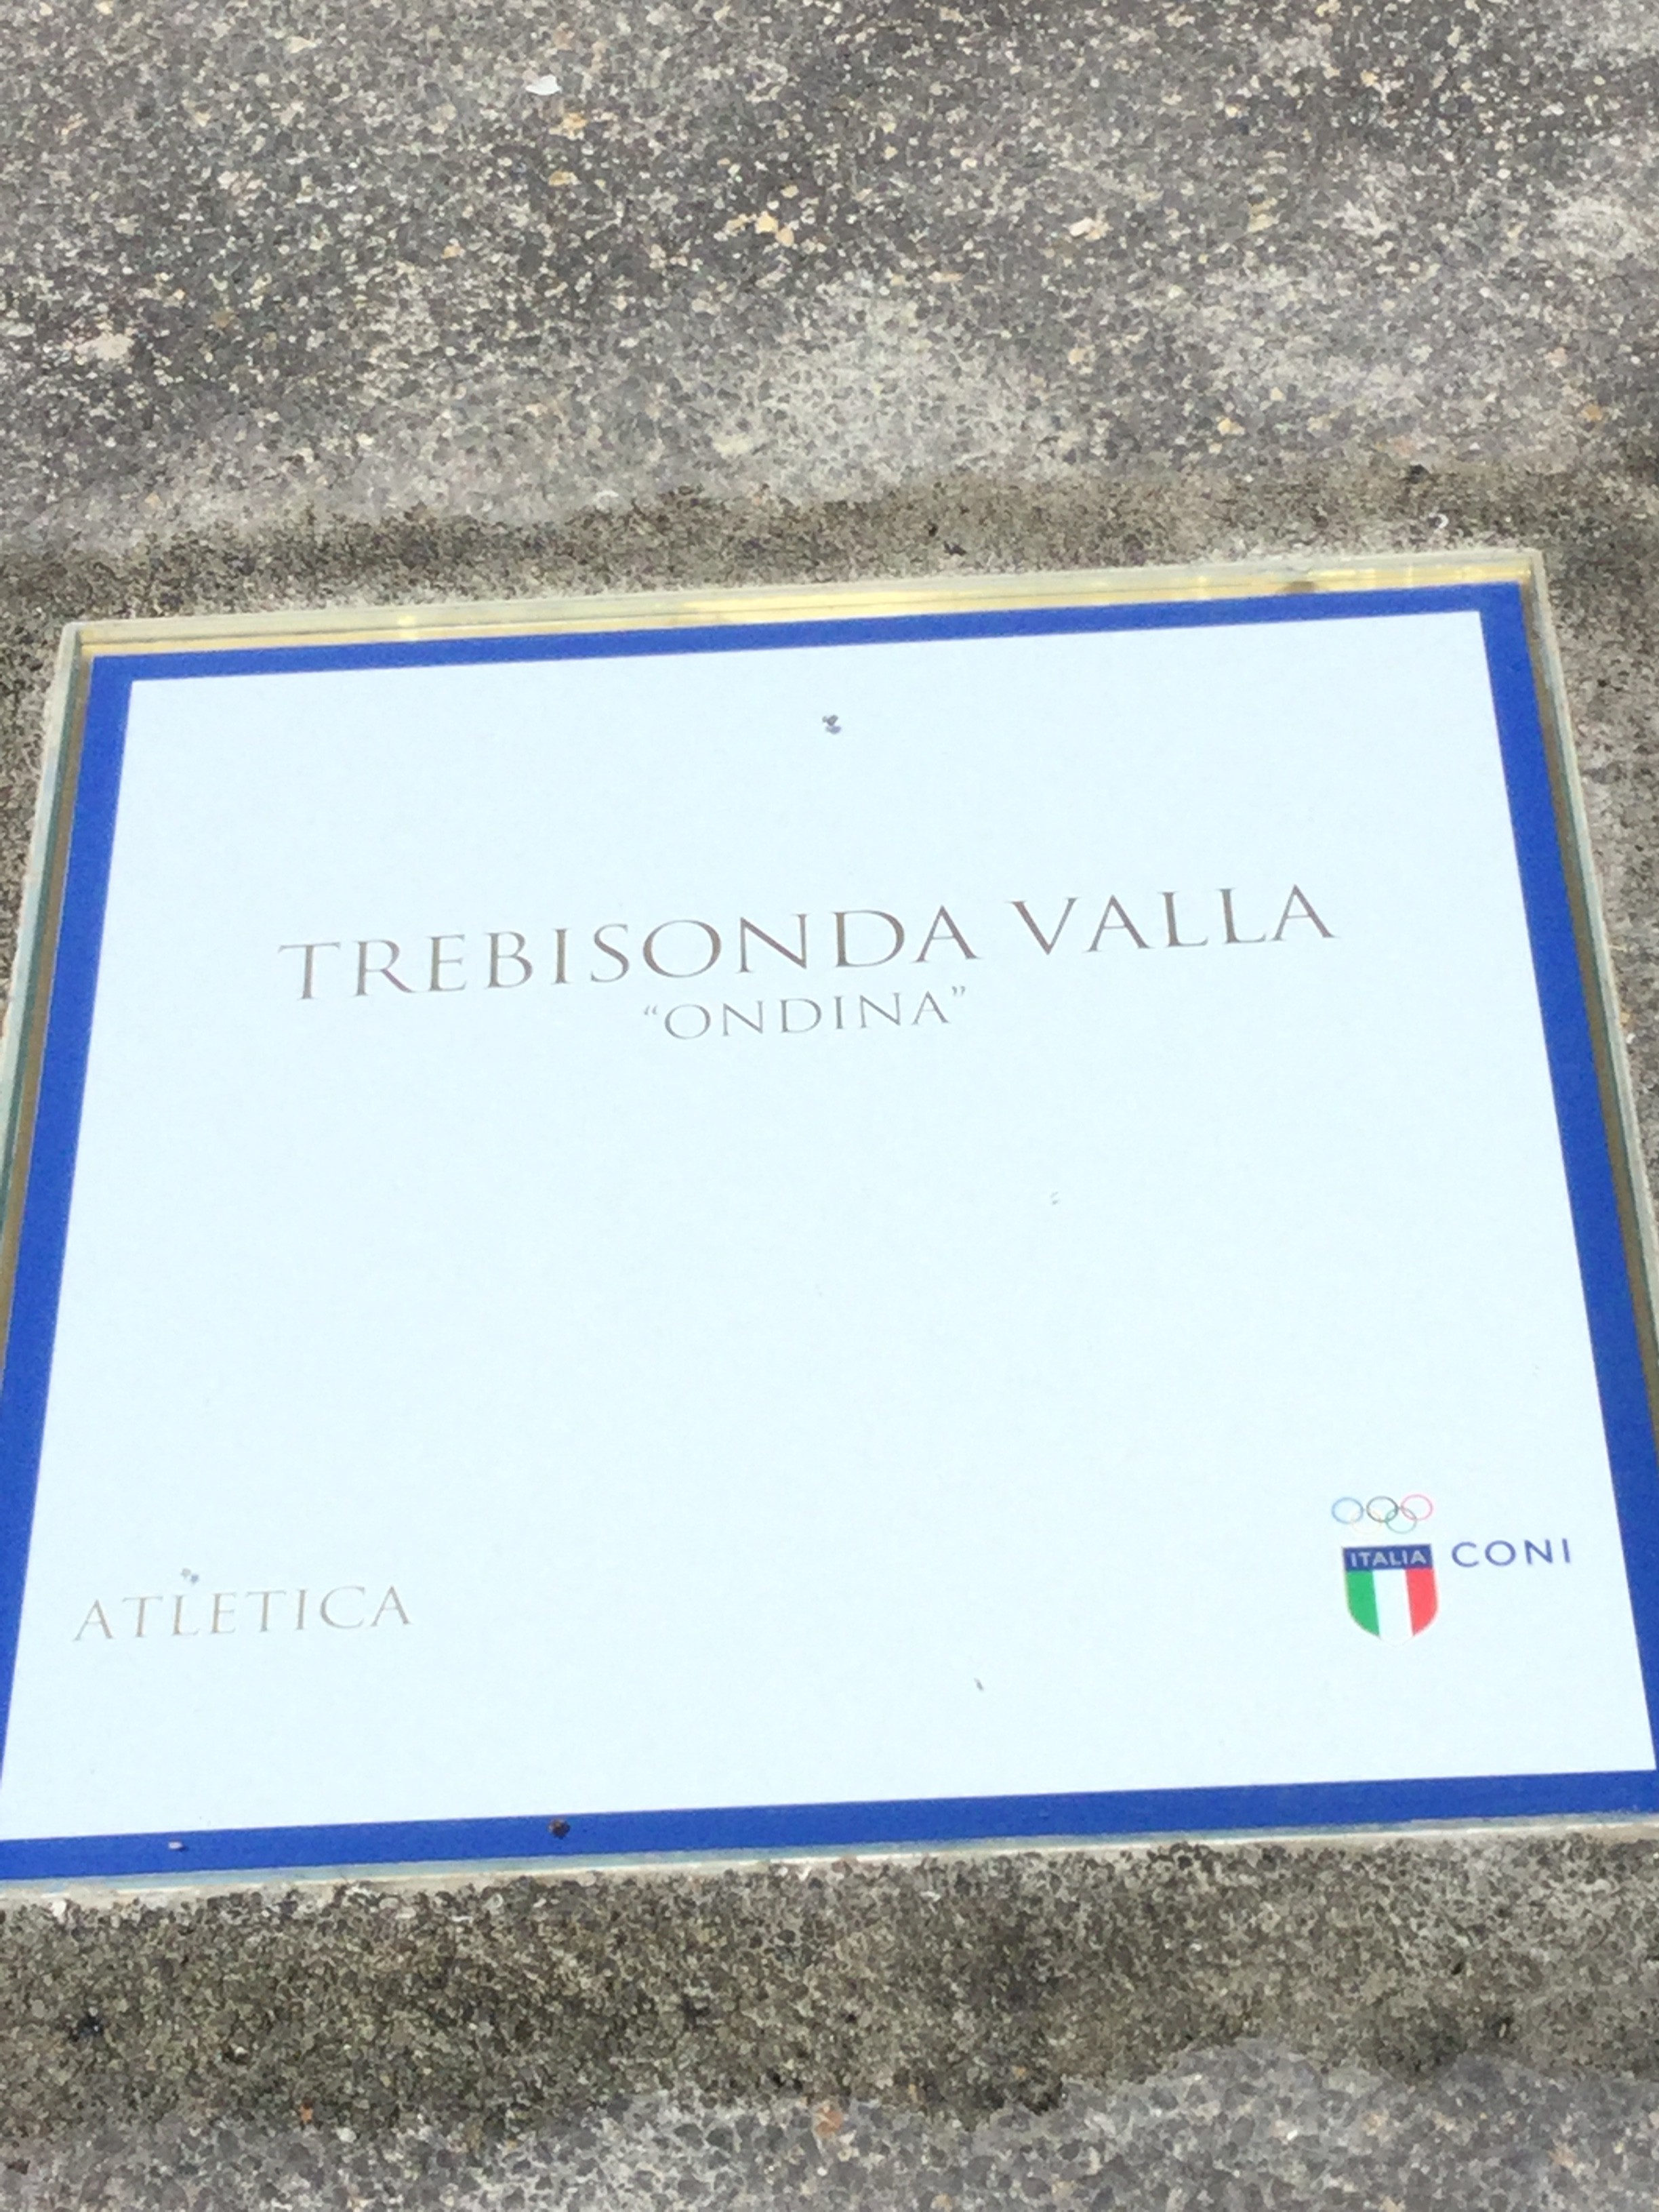 TREBISONDA VALLA
“ONDINA”
ATLETICA
ITALIA
CONI